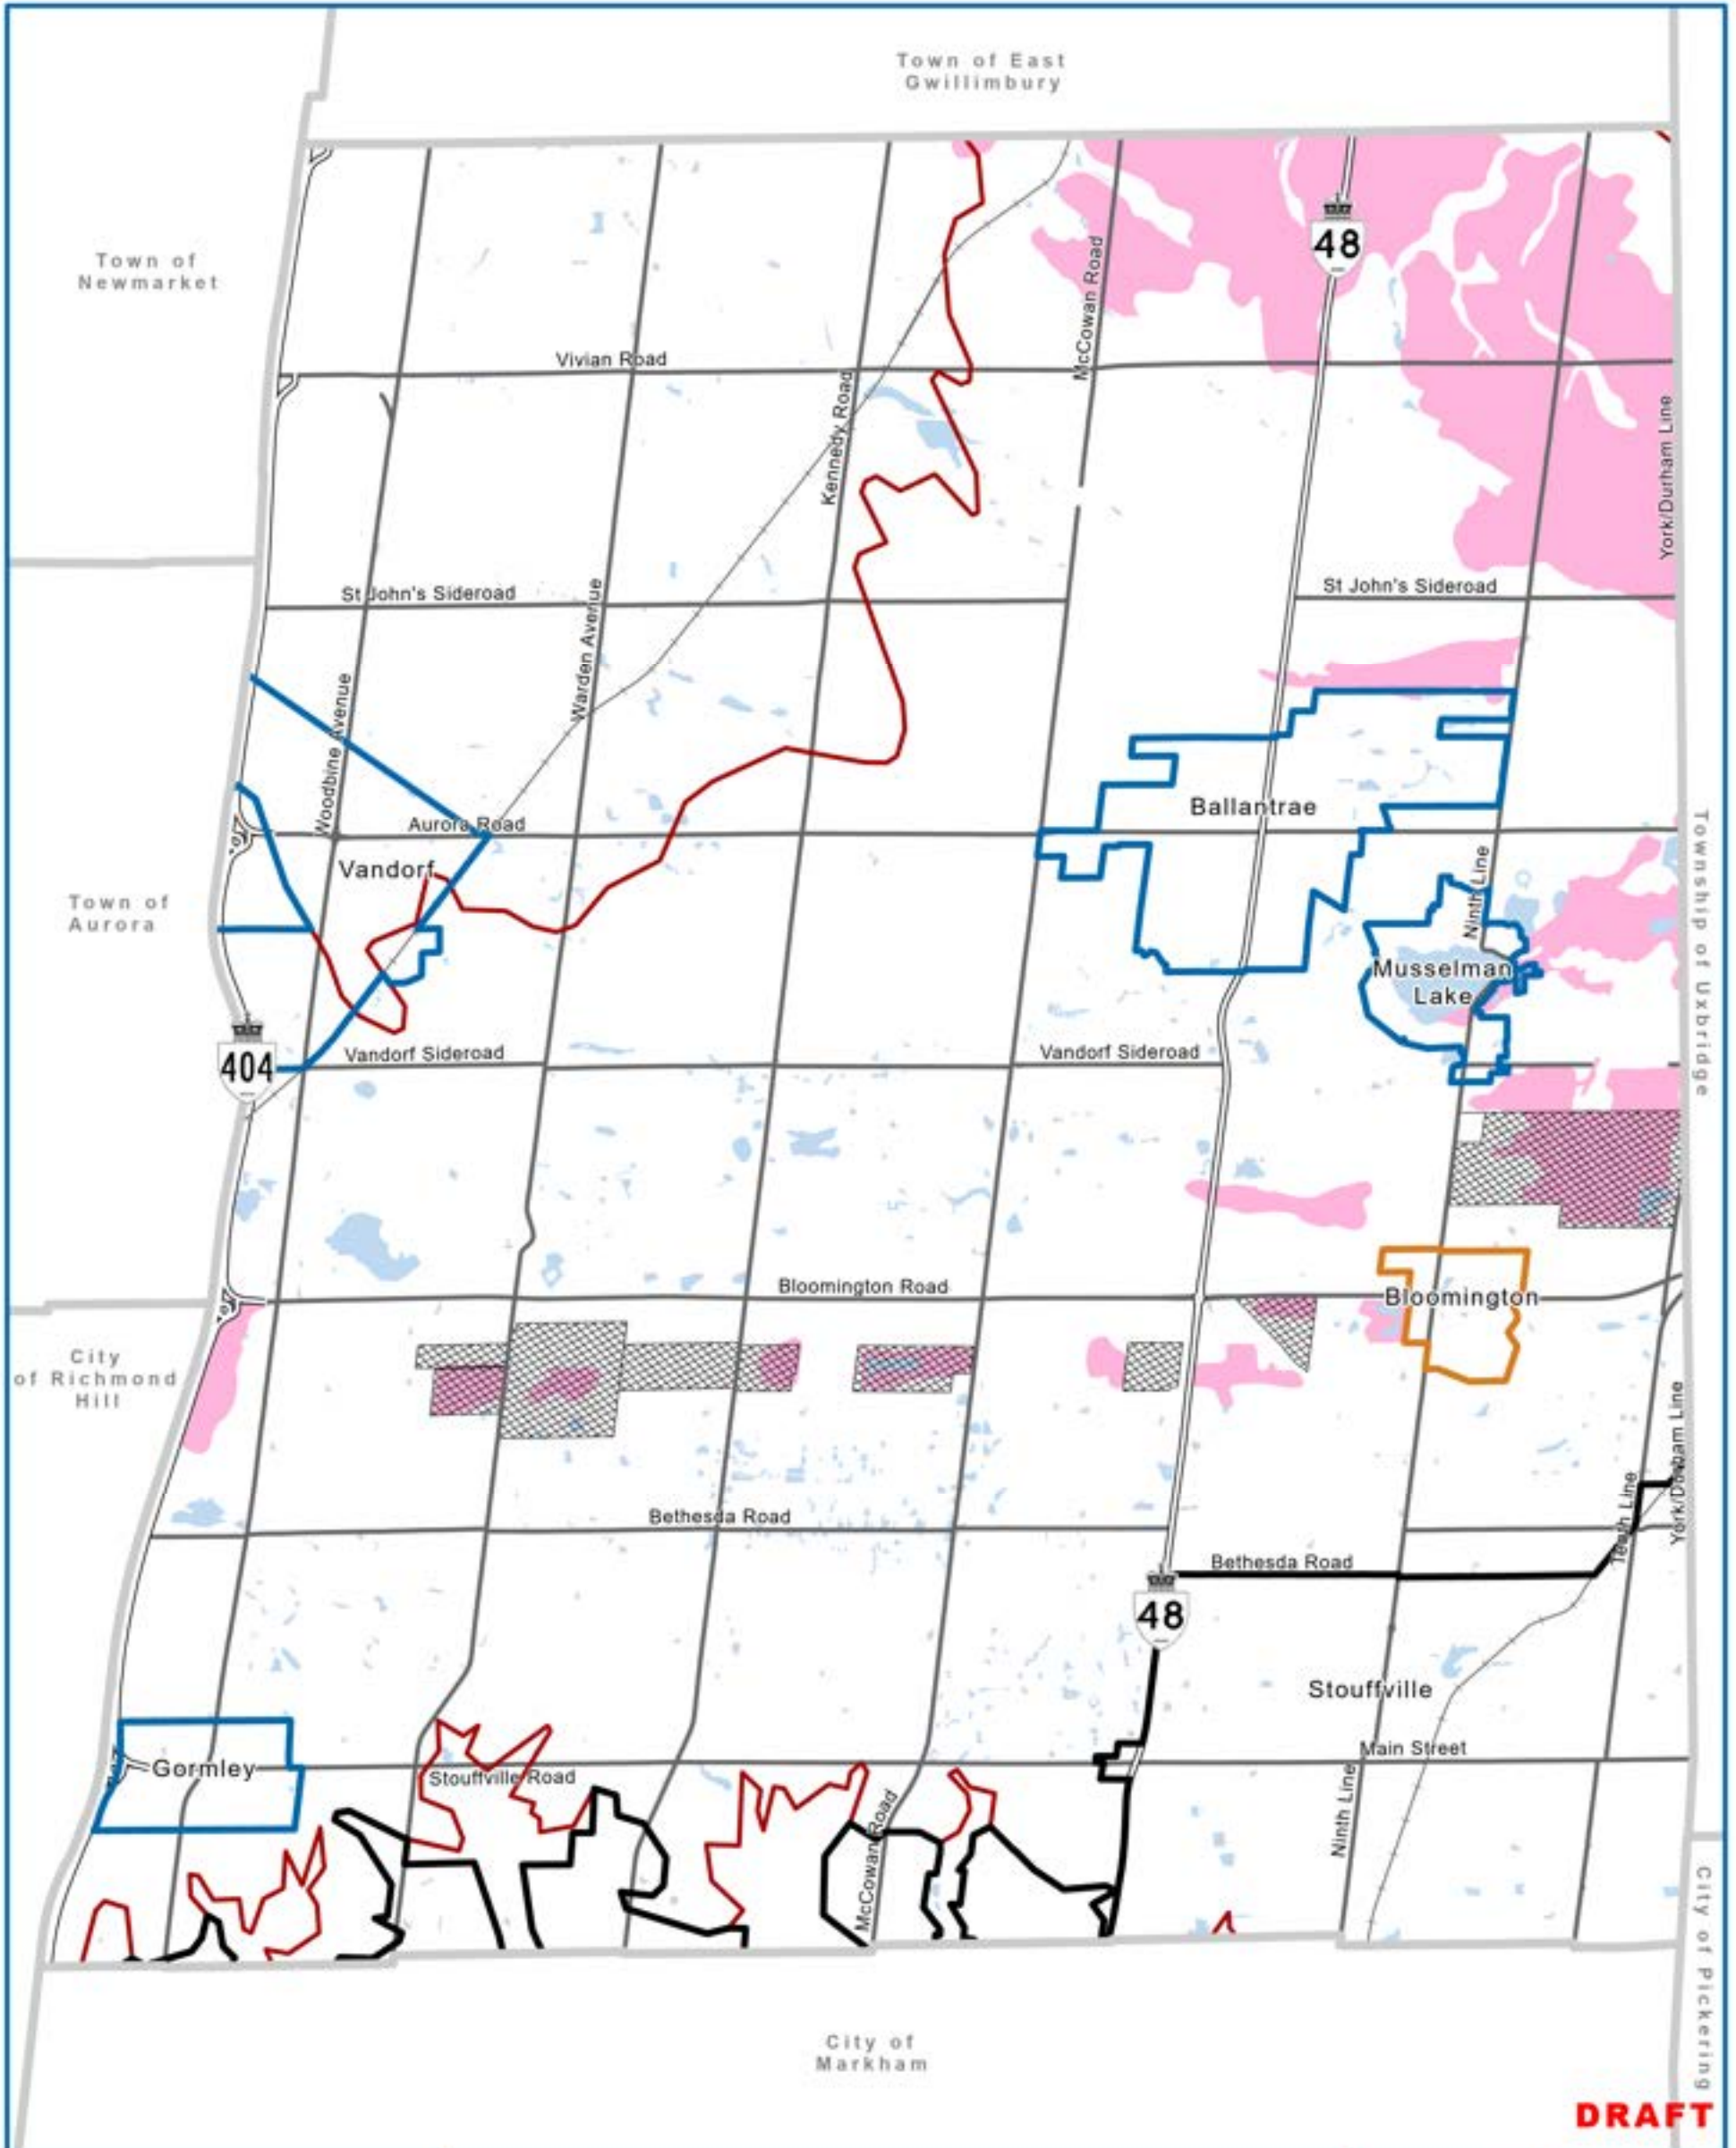 Town of East
Gwillimbury
Town of
Newmarket
48
McCowan Road
Vivian Road
Kennedy Road
York/Durham Line
St John's Sideroad
St John's Sideroad
Warden Avenue
Woodbine Avenue
Ballantrae
Aurora Road
Vandorf
Township of Uxbridge
Ninth Line
Town of
Aurora
Musselman
Lake
404
Vandorf Sideroad
Vandorf Sideroad
Bloomington Road
Bloomington
City
of Richmond
Hill
York/Durham Line
Tenth Line
Bethesda Road
Bethesda Road
48
Stouffville
Main Street
Gormley
Stouffville Road
Ninth Line
McCowan Road
City of Pickering
City of
Markham
DRAFT